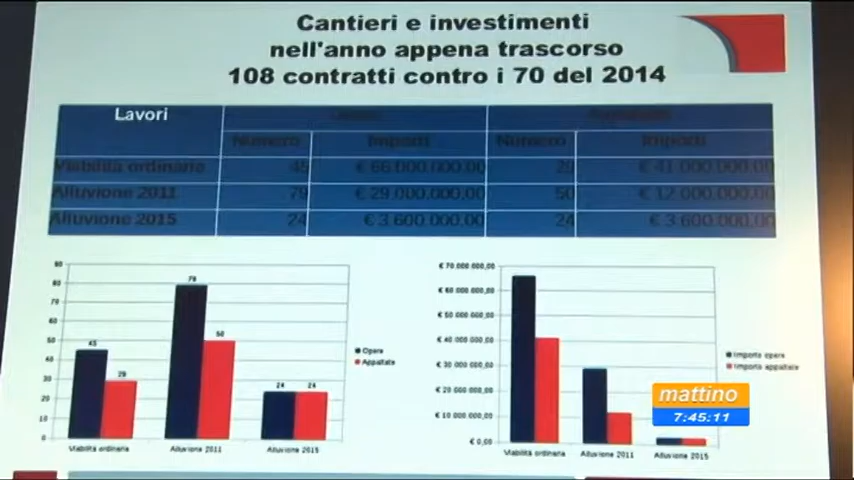 Cantieri e investimenti
nell'anno appena trascorso
108 contratti contro i 70 del 2014
Lavori
Numero Importi Numero Importi
Viabilità ordinaria 45 € 66.000.000,00 29 € 41.000.000,00
Alluvione 2011 79 € 29.000.000,00 50 € 12.000.000,00
Alluvione 2015 24 € 3.600.000,00 24 € 3.600.000,00
90
80
70
60
50
40
30
20
10
0
45
29
79
50
24
24
Viabilità ordinaria
Alluvione 2011
Alluvione 2015
Opere
Appaltate
€ 70.000.000,00
€ 60.000.000,00
€ 50.000.000,00
€ 40.000.000,00
€ 30.000.000,00
€ 20.000.000,00
€ 10.000.000,00
€ 0,00
Viabilità ordinaria
Alluvione 2011
Alluvione 2015
Importo opere
Importo appaltate
mattino
7:45:11